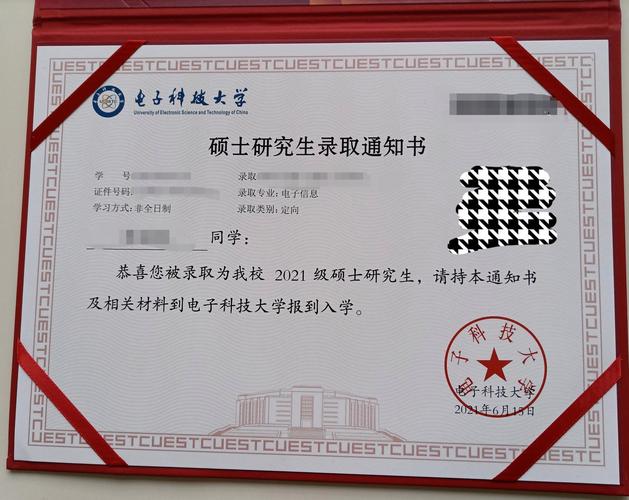 电子科技大学
University of Electronic Science and Technology of China
硕士研究生录取通知书
学 号
录取
证件号码:
录取专业: 电子信息
学习方式: 非全日制
录取类别: 定向
同学:
恭喜您被录取为我校 2021 级硕士研究生, 请持本通知书
及相关材料到电子科技大学报到入学。
电子科技大学
电子科技大学
2021年6月15日
UESTCUESTCUESTCUESTCUESTCUEST